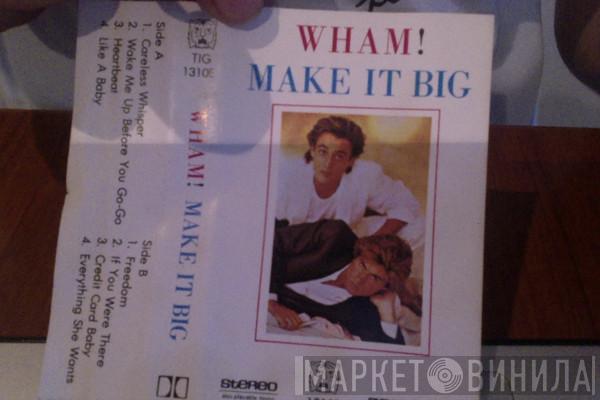 WHAM!
MAKE IT BIG
TIG
WHAM! MAKE IT BIG
Side A
1. Careless Whisper
2. Wake Me Up Before You Go-Go
3. Heartbeat
4. Like A Baby
Side B
1. Freedom
2. If You Were There
3. Credit Card Baby
4. Everything She Wants
stereo
МАРКЕТ ВИНИЛА